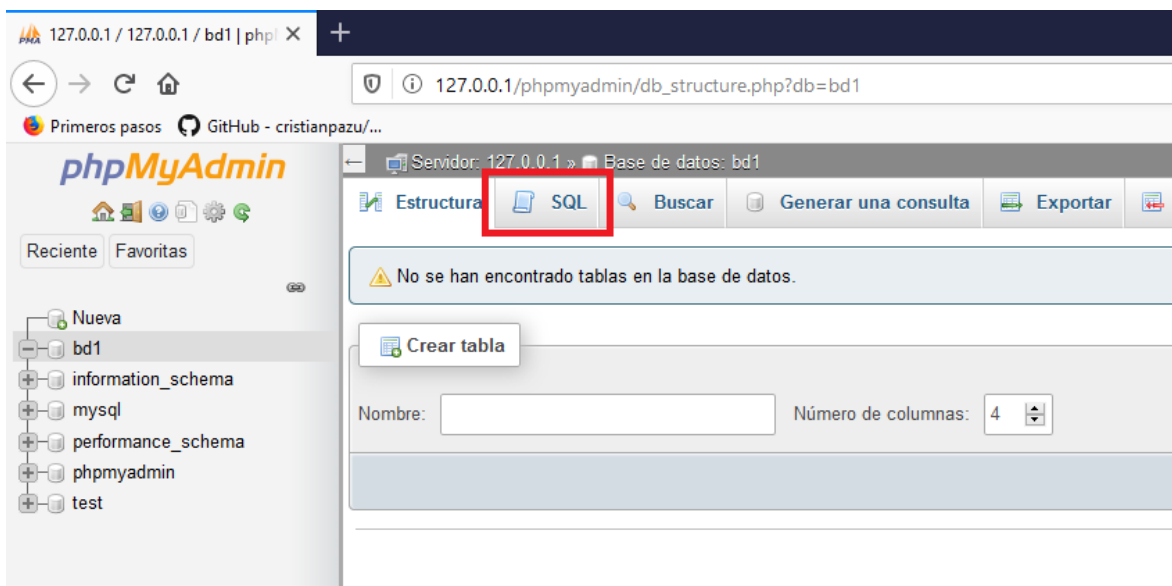 127.0.0.1 / 127.0.0.1 / bd1 | php
127.0.0.1/phpmyadmin/db_structure.php?db=bd1
Primeros pasos GitHub - cristianpazu/...
phpMyAdmin
Reciente Favoritas
Nueva
bd1
information_schema
mysql
performance_schema
phpmyadmin
test
Servidor: 127.0.0.1 » Base de datos: bd1
Estructura SQL Buscar Generar una consulta Exportar
No se han encontrado tablas en la base de datos.
Crear tabla
Nombre: Número de columnas: 4